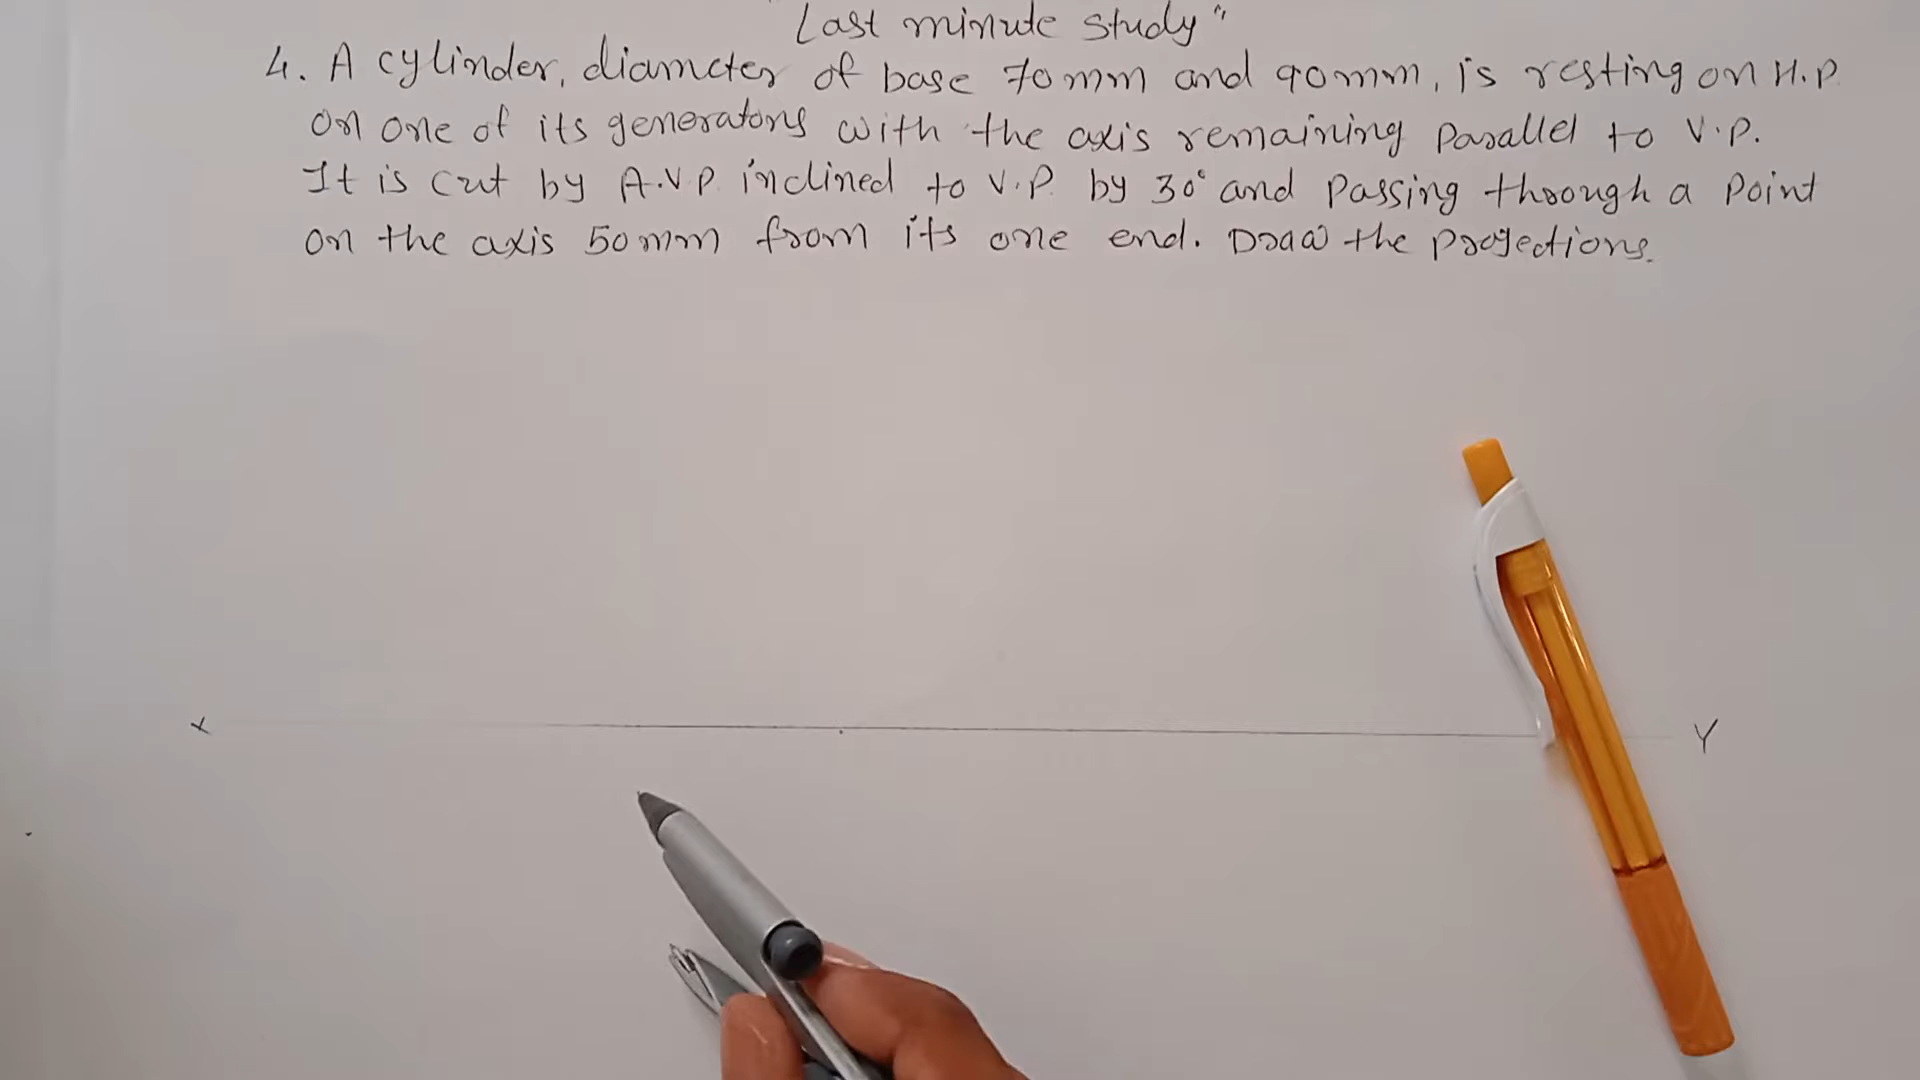 "Last minute study"
4. A cylinder, diameter of base 70mm and 90mm, is resting on H.P
on one of its generators with the axis remaining parallel to V.P.
It is cut by A.V.P inclined to V.P. by 30° and passing through a point
on the axis 50mm from its one end. Draw the projections.
X Y